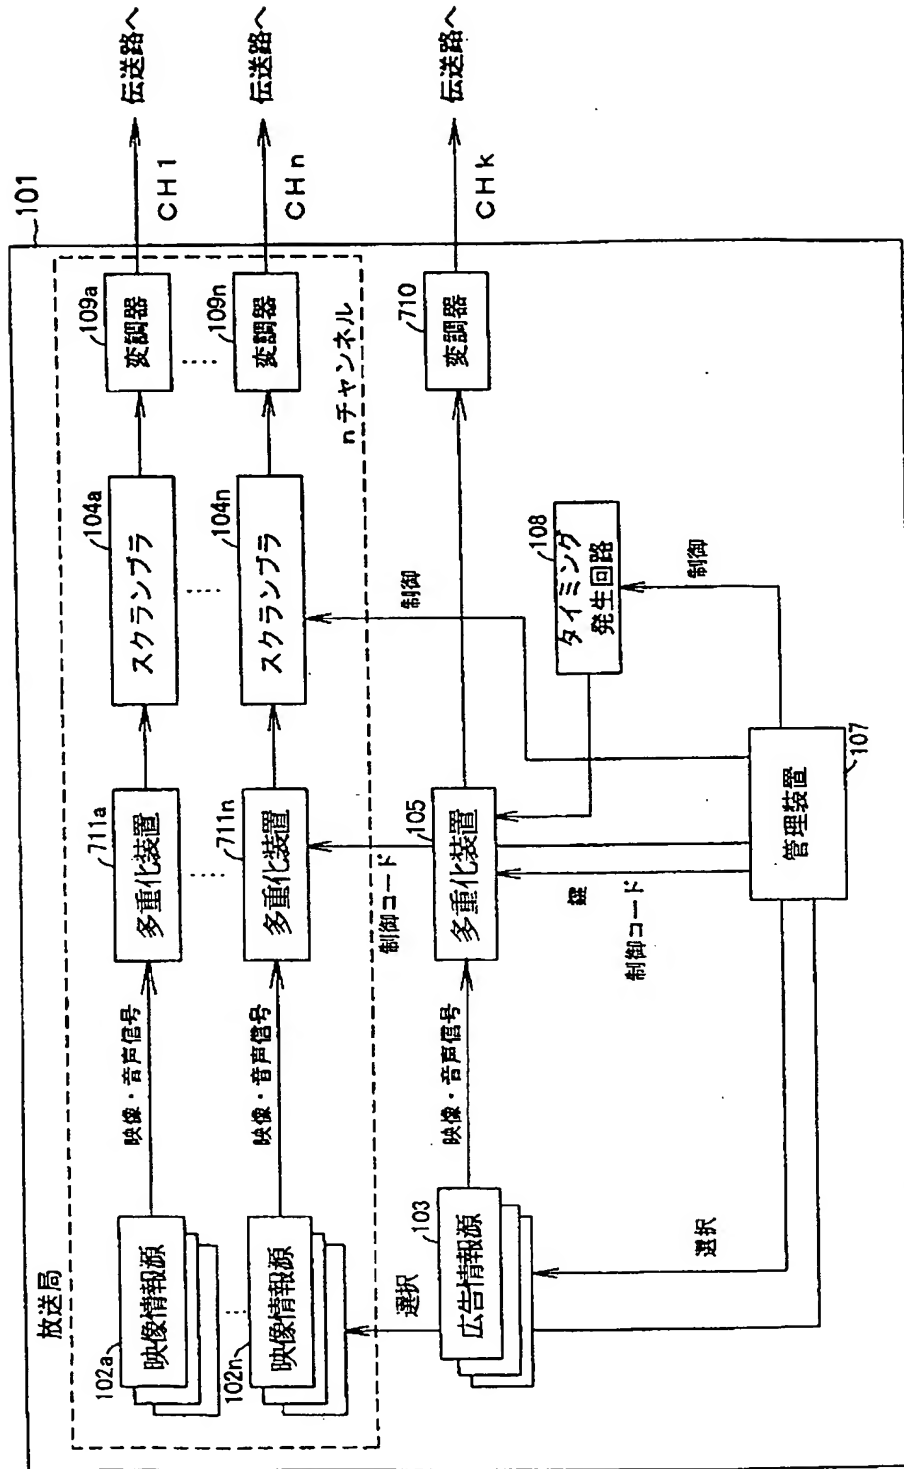 放送局
101
102a
映像情報源
映像・音声信号
711a
多重化装置
104a
スクランブラ
109a
変調器
CH1
伝送路へ
102n
映像情報源
映像・音声信号
711n
多重化装置
104n
スクランブラ
109n
変調器
CHn
伝送路へ
nチャンネル
選択
制御コード
制御
103
広告情報源
映像・音声信号
105
多重化装置
710
変調器
CHk
伝送路へ
108
タイミング
発生回路
制御
鍵
制御コード
選択
管理装置
107